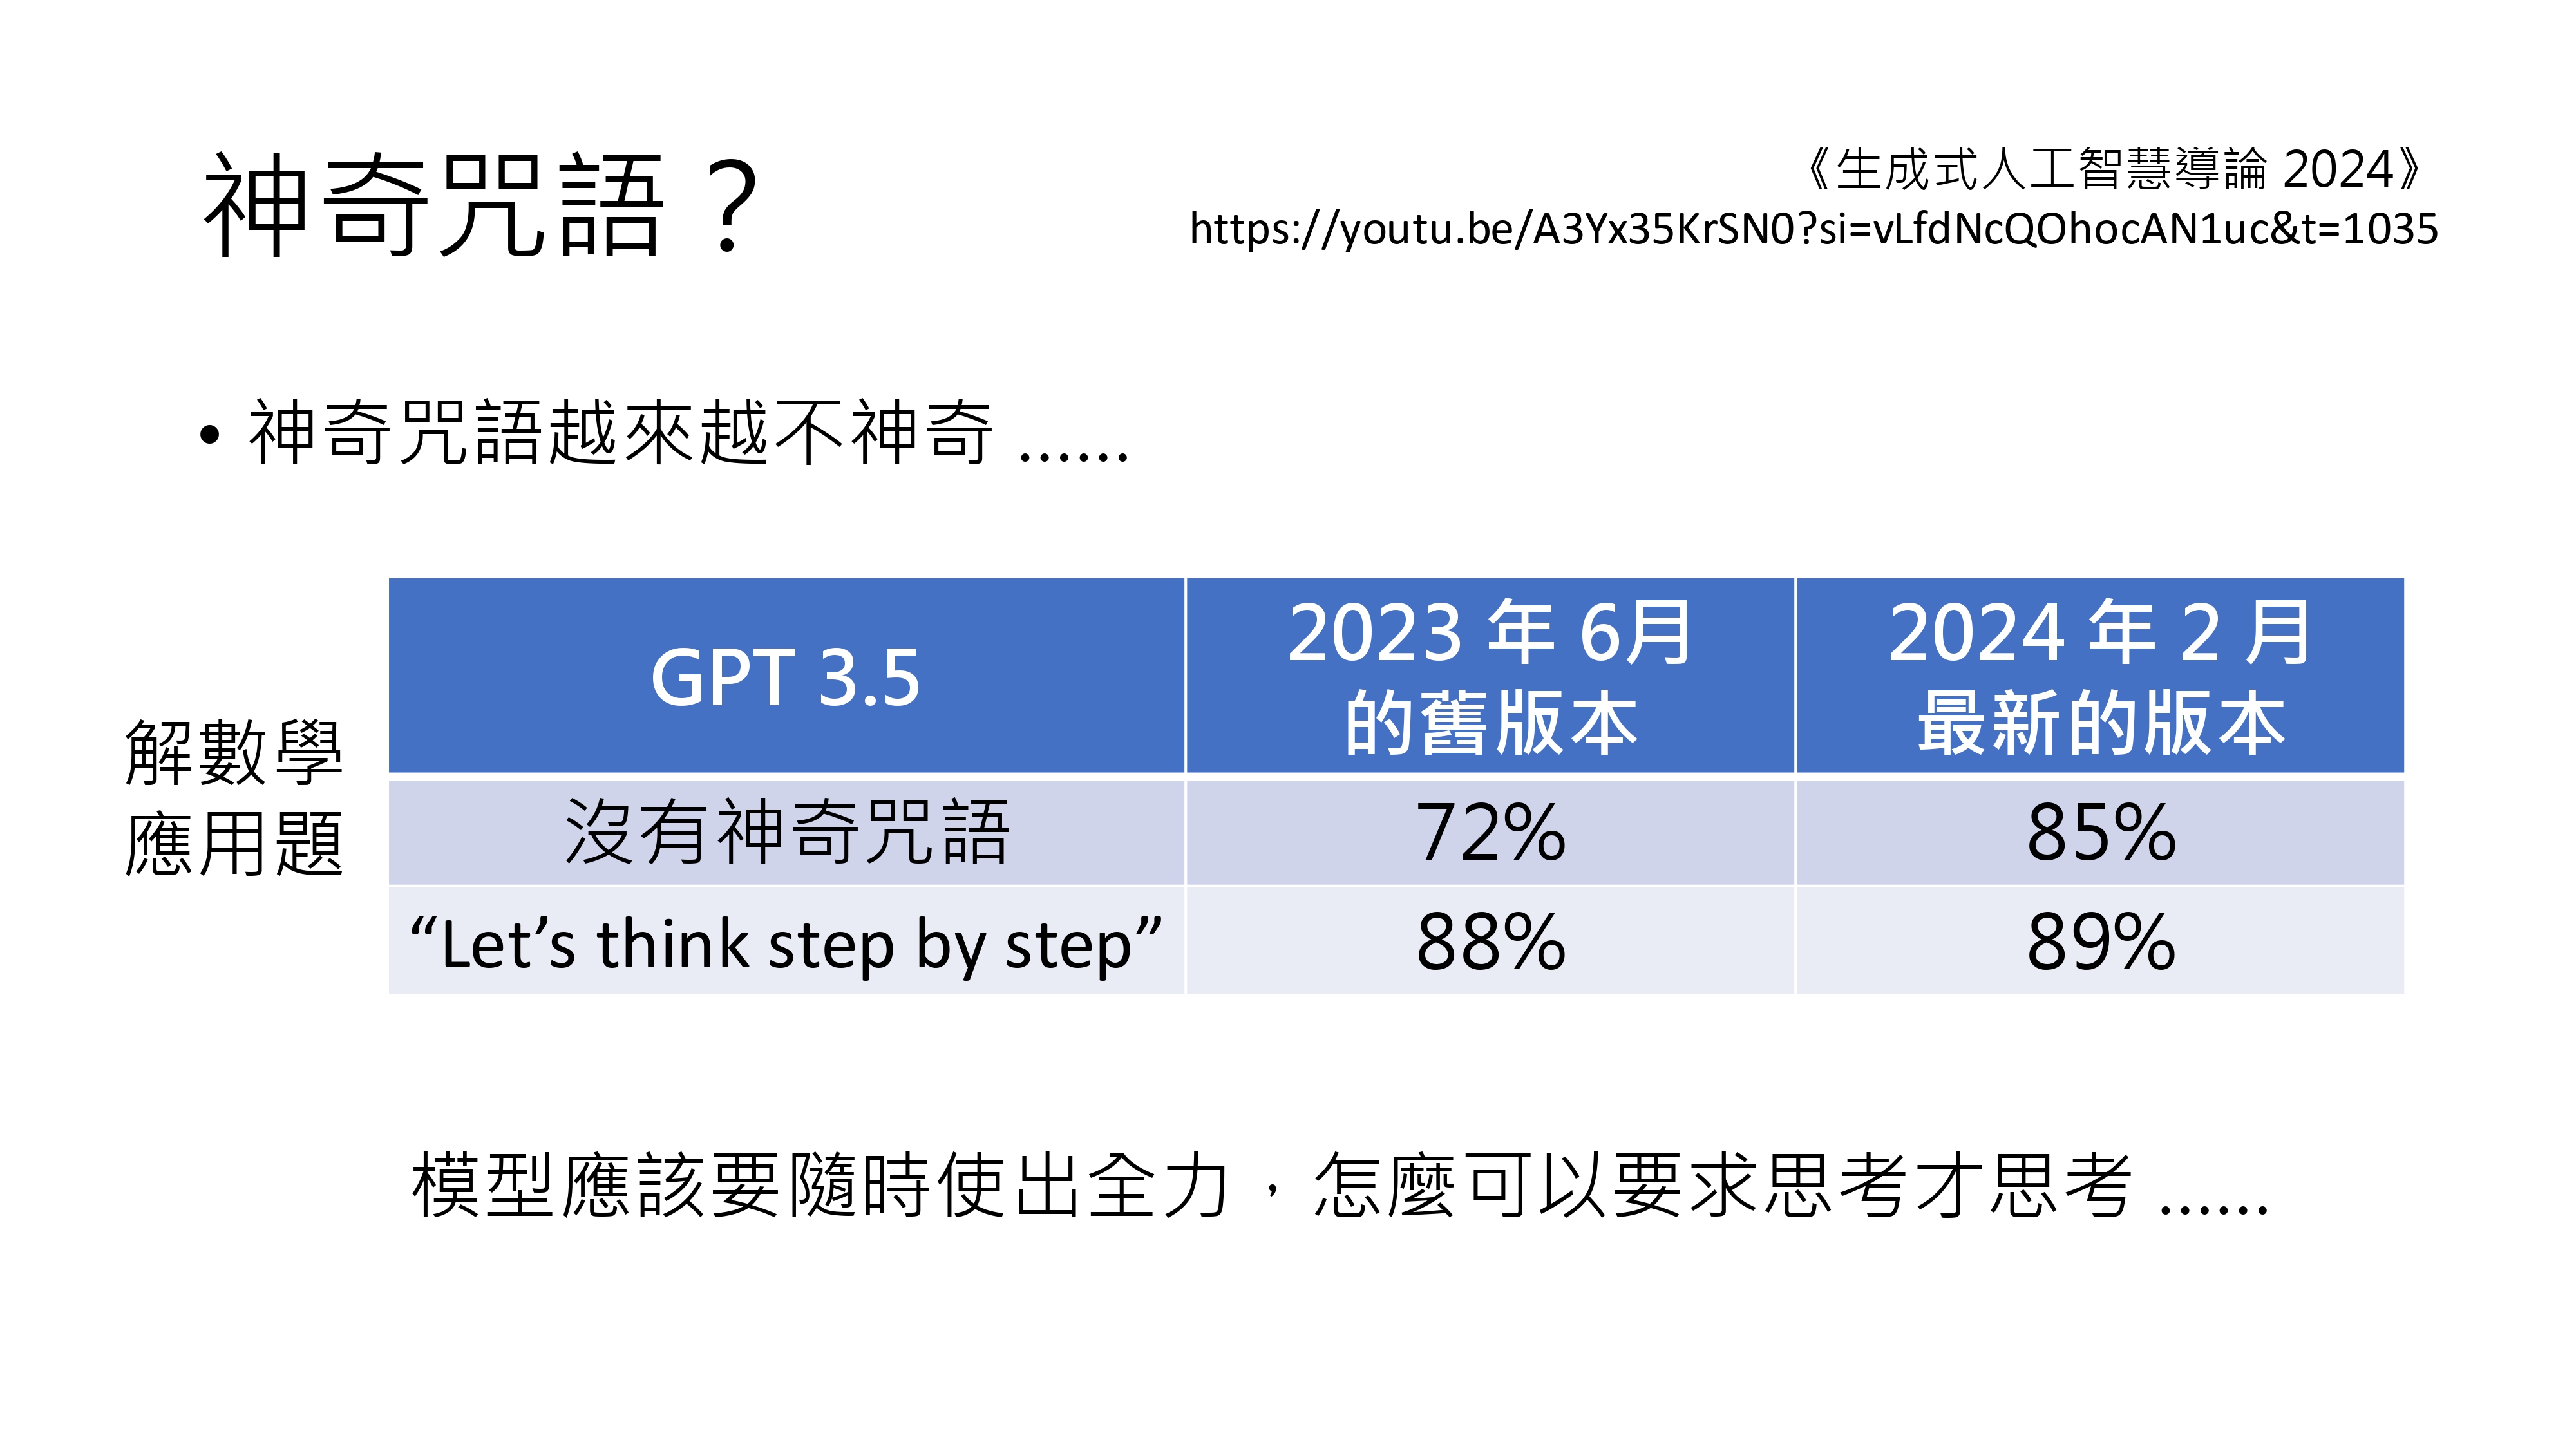 神奇咒語？
《生成式人工智慧導論 2024》
https://youtu.be/A3Yx35KrSN0?si=vLfdNcQOhocAN1uc&t=1035
• 神奇咒語越來越不神奇 ......
解數學
應用題
GPT 3.5
2023 年 6月
的舊版本
2024 年 2 月
最新的版本
沒有神奇咒語
72%
85%
“Let’s think step by step”
88%
89%
模型應該要隨時使出全力，怎麼可以要求思考才思考 ......